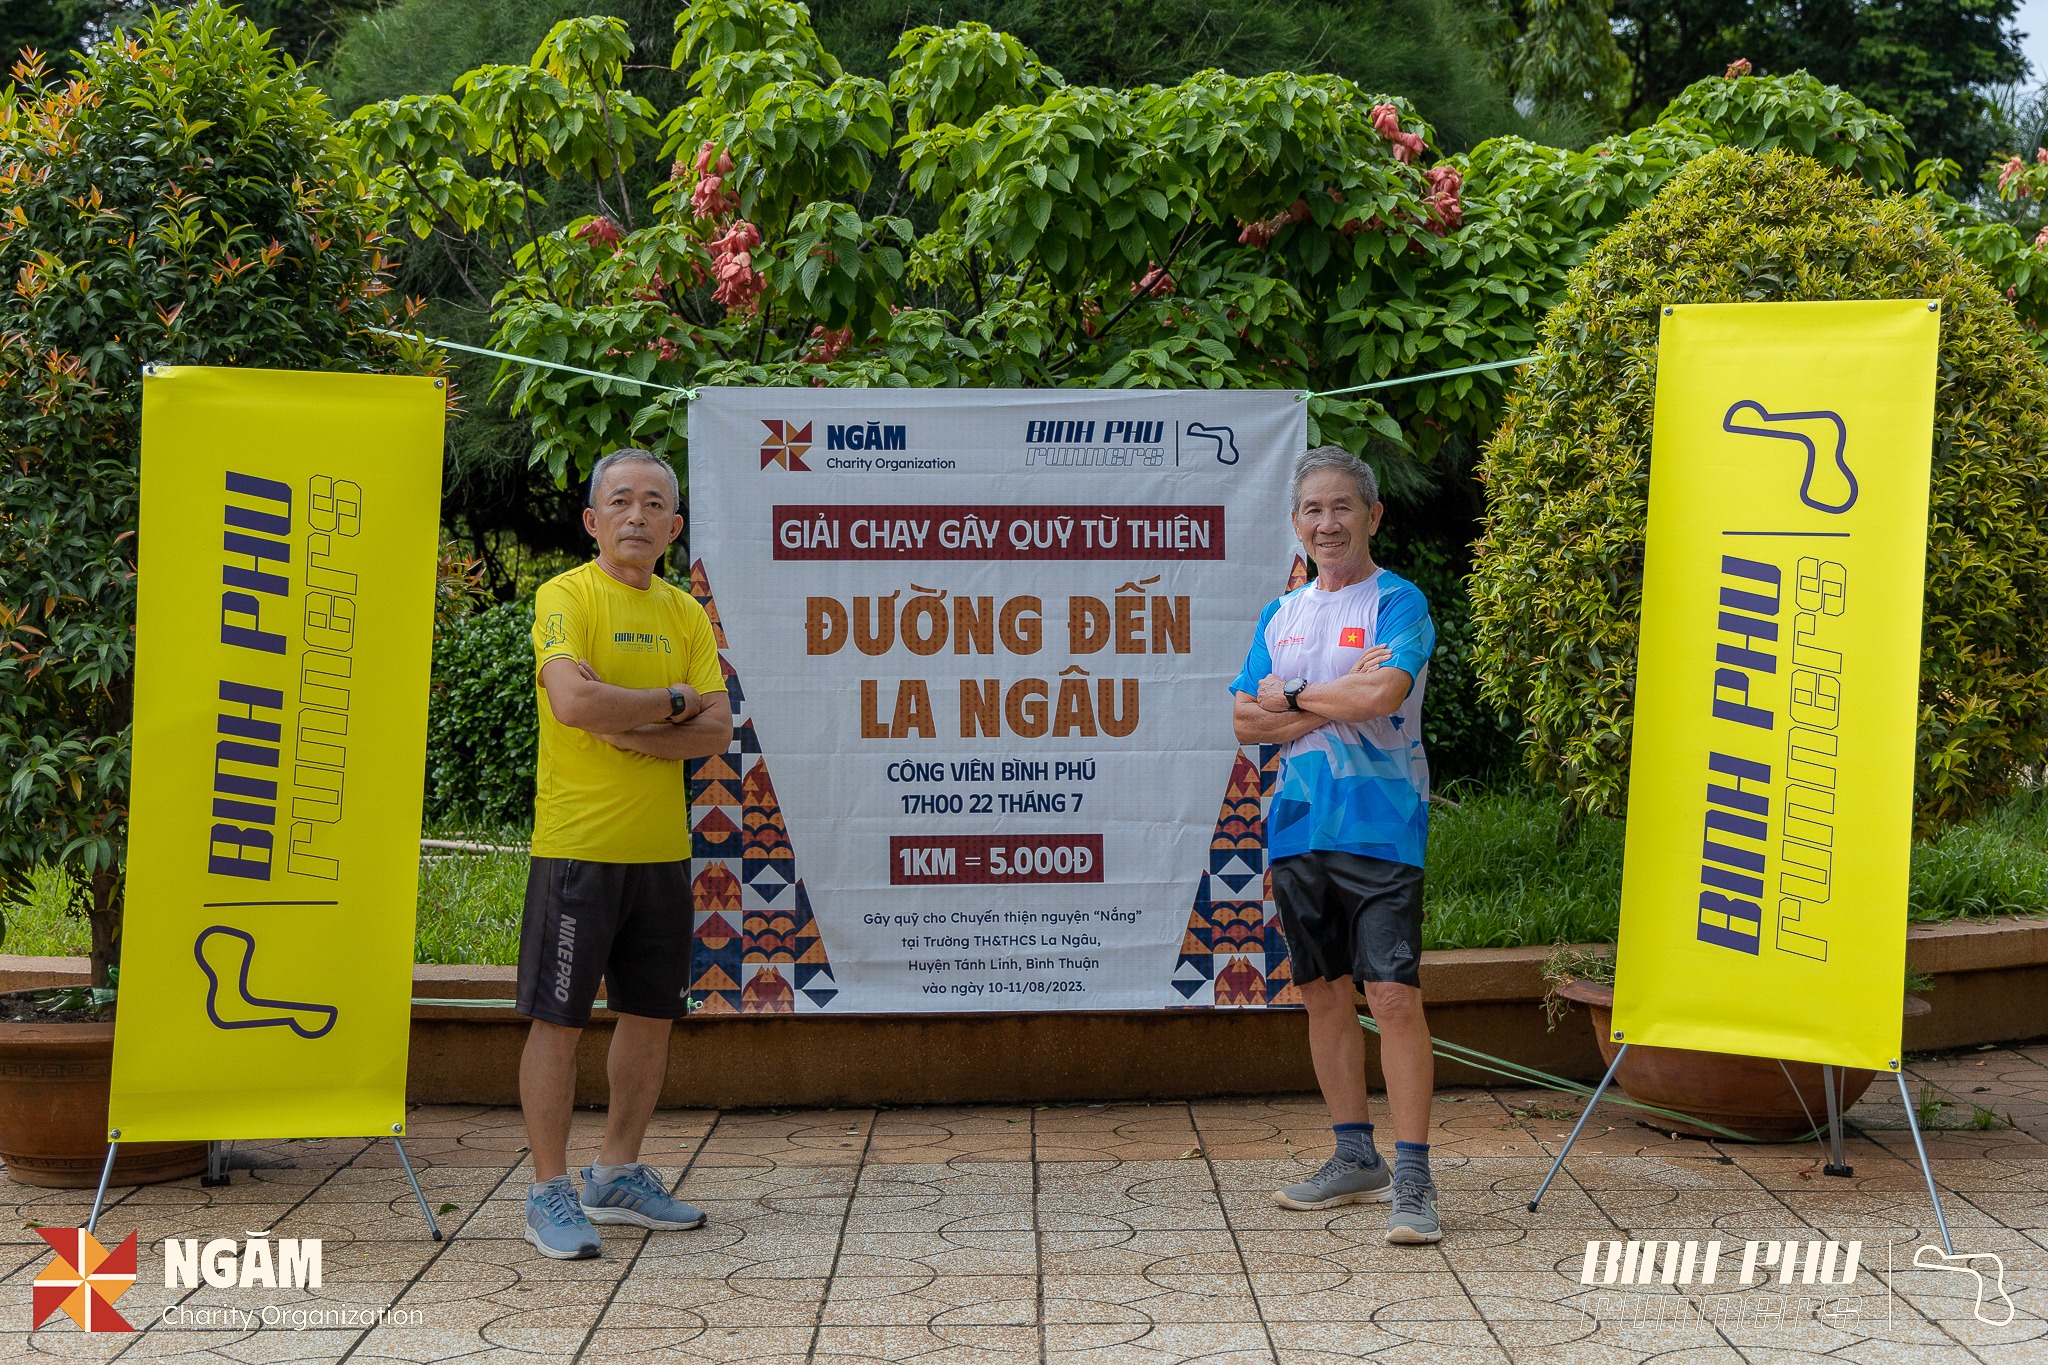 NGĂM
Charity Organization
BINH PHU
runners
GIẢI CHẠY GÂY QUỸ TỪ THIỆN
ĐƯỜNG ĐẾN
LA NGÂU
CÔNG VIÊN BÌNH PHÚ
17H00 22 THÁNG 7
1KM = 5.000Đ
Gây quỹ cho Chuyến thiện nguyện "Nắng"
tại Trường TH&THCS La Ngâu,
Huyện Tánh Linh, Bình Thuận
vào ngày 10-11/08/2023.
BINH PHU
runners
BINH PHU
runners
BINH PHU
runners
NIKE PRO
NGĂM
Charity Organization
BINH PHU
runners